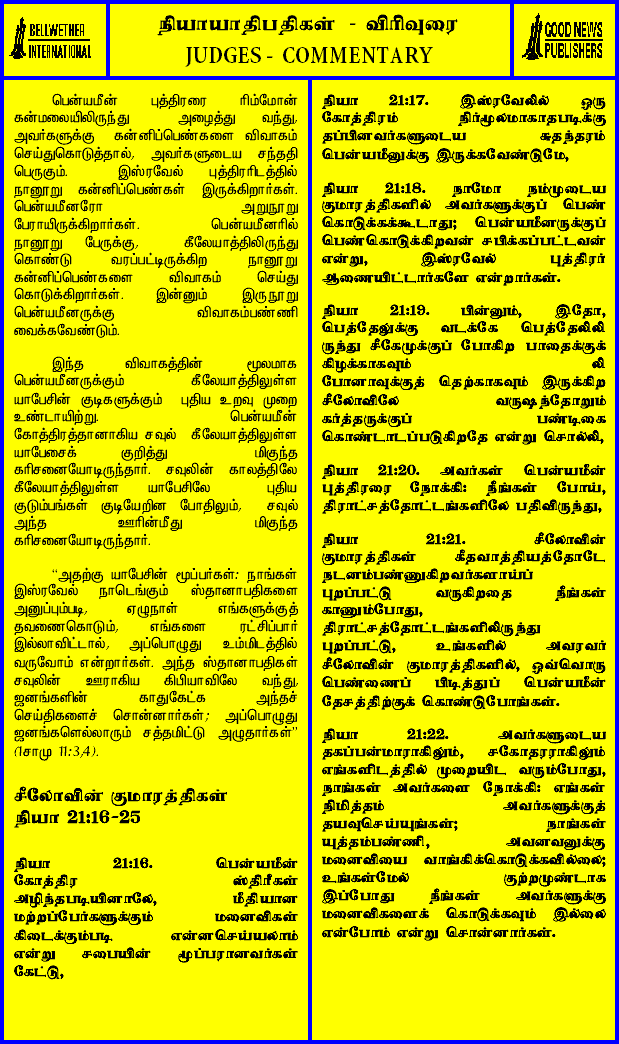 BELLWETHER
INTERNATIONAL
நியாயாதிபதிகள் - விரிவுரை
JUDGES - COMMENTARY
GOOD NEWS
PUBLISHERS
பென்யமீன் புத்திரரை ரிம்மோன்
கன்மலையிலிருந்து அழைத்து வந்து,
அவர்களுக்கு கன்னிப்பெண்களை விவாகம்
செய்துகொடுத்தால், அவர்களுடைய சந்ததி
பெருகும். இஸ்ரவேல் புத்திரரிடத்தில்
நானூறு கன்னிப்பெண்கள் இருக்கிறார்கள்.
பென்யமீனரோ அறுநூறு
பேராயிருக்கிறார்கள். பென்யமீனரில்
நானூறு பேருக்கு, கீலேயாத்திலிருந்து
கொண்டு வரப்பட்டிருக்கிற நானூறு
கன்னிப்பெண்களை விவாகம் செய்து
கொடுக்கிறார்கள். இன்னும் இருநூறு
பென்யமீனருக்கு விவாகம்பண்ணி
வைக்கவேண்டும்.
இந்த விவாகத்தின் மூலமாக
பென்யமீனருக்கும் கீலேயாத்திலுள்ள
யாபேசின் குடிகளுக்கும் புதிய உறவு முறை
உண்டாயிற்று. பென்யமீன்
கோத்திரத்தானாகிய சவுல் கீலேயாத்திலுள்ள
யாபேசைக் குறித்து மிகுந்த
கரிசனையோடிருந்தார். சவுலின் காலத்திலே
கீலேயாத்திலுள்ள யாபேசிலே புதிய
குடும்பங்கள் குடியேறின போதிலும், சவுல்
அந்த ஊரின்மீது மிகுந்த
கரிசனையோடிருந்தார்.
“அதற்கு யாபேசின் மூப்பர்கள்: நாங்கள்
இஸ்ரவேல் நாடெங்கும் ஸ்தானாபதிகளை
அனுப்பும்படி, ஏழுநாள் எங்களுக்குத்
தவணைகொடும், எங்களை ரட்சிப்பார்
இல்லாவிட்டால், அப்பொழுது உம்மிடத்தில்
வருவோம் என்றார்கள். அந்த ஸ்தானாபதிகள்
சவுலின் ஊராகிய கிபியாவிலே வந்து,
ஜனங்களின் காதுகேட்க அந்தச்
செய்திகளைச் சொன்னார்கள்; அப்பொழுது
ஜனங்களெல்லாரும் சத்தமிட்டு அழுதார்கள்”
(1சாமு 11:3,4).
சீலோவின் குமாரத்திகள்
நியா 21:16-25
நியா 21:16. பென்யமீன்
கோத்திர ஸ்திரீகள்
அழிந்தபடியினாலே, மீதியான
மற்றப்பேர்களுக்கும் மனைவிகள்
கிடைக்கும்படி என்னசெய்யலாம்
என்று சபையின் மூப்பரானவர்கள்
கேட்டு,
நியா 21:17. இஸ்ரவேலில் ஒரு
கோத்திரம் நிர்மூலமாகாதபடிக்கு
தப்பினவர்களுடைய சுதந்தரம்
பென்யமீனுக்கு இருக்கவேண்டுமே,
நியா 21:18. நாமோ நம்முடைய
குமாரத்திகளில் அவர்களுக்குப் பெண்
கொடுக்கக்கூடாது; பென்யமீனருக்குப்
பெண்கொடுக்கிறவன் சபிக்கப்பட்டவன்
என்று, இஸ்ரவேல் புத்திரர்
ஆணையிட்டார்களே என்றார்கள்.
நியா 21:19. பின்னும், இதோ,
பெத்தேலுக்கு வடக்கே பெத்தேலிலி
ருந்து சீகேமுக்குப் போகிற பாதைக்குக்
கிழக்காகவும் லி
போனாவுக்குத் தெற்காகவும் இருக்கிற
சீலோவிலே வருஷந்தோறும்
கர்த்தருக்குப் பண்டிகை
கொண்டாடப்படுகிறதே என்று சொல்லி,
நியா 21:20. அவர்கள் பென்யமீன்
புத்திரரை நோக்கி: நீங்கள் போய்,
திராட்சத்தோட்டங்களிலே பதிவிருந்து,
நியா 21:21. சீலோவின்
குமாரத்திகள் கீதவாத்தியத்தோடே
நடனம்பண்ணுகிறவர்களாய்ப்
புறப்பட்டு வருகிறதை நீங்கள்
காணும்போது,
திராட்சத்தோட்டங்களிலிருந்து
புறப்பட்டு, உங்களில் அவரவர்
சீலோவின் குமாரத்திகளில், ஒவ்வொரு
பெண்ணைப் பிடித்துப் பென்யமீன்
தேசத்திற்குக் கொண்டுபோங்கள்.
நியா 21:22. அவர்களுடைய
தகப்பன்மாராகிலும், சகோதரராகிலும்
எங்களிடத்தில் முறையிட வரும்போது,
நாங்கள் அவர்களை நோக்கி: எங்கள்
நிமித்தம் அவர்களுக்குத்
தயவுசெய்யுங்கள்; நாங்கள்
யுத்தம்பண்ணி, அவனவனுக்கு
மனைவியை வாங்கிக்கொடுக்கவில்லை;
உங்கள்மேல் குற்றமுண்டாக
இப்போது நீங்கள் அவர்களுக்கு
மனைவிகளைக் கொடுக்கவும் இல்லை
என்போம் என்று சொன்னார்கள்.